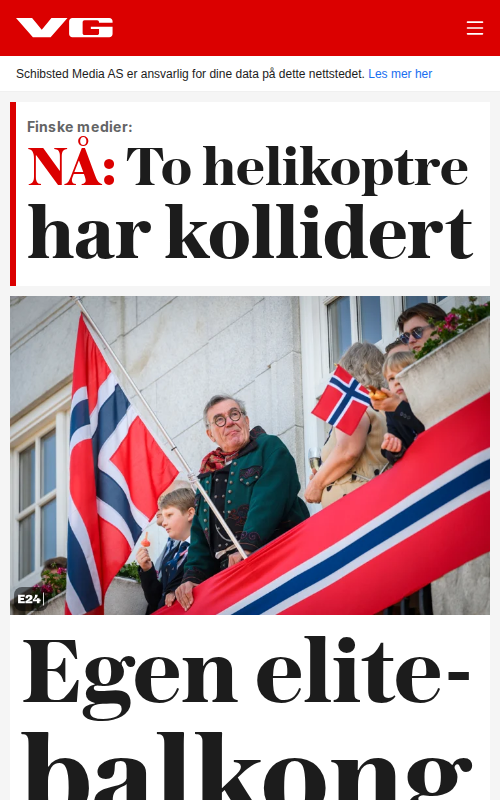 VG
Schibsted Media AS er ansvarlig for dine data på dette nettstedet. Les mer her
Finske medier:
NÅ: To helikoptre
har kollidert
E24
Egen elite-
balkong